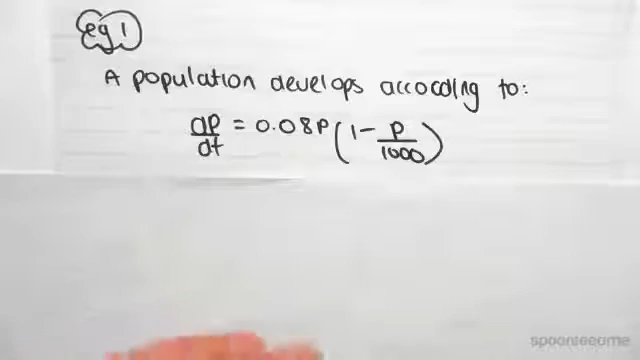 eg 1
A population develops according to:
dP/dt = 0.08P(1 - P/1000)
spoonfeedme